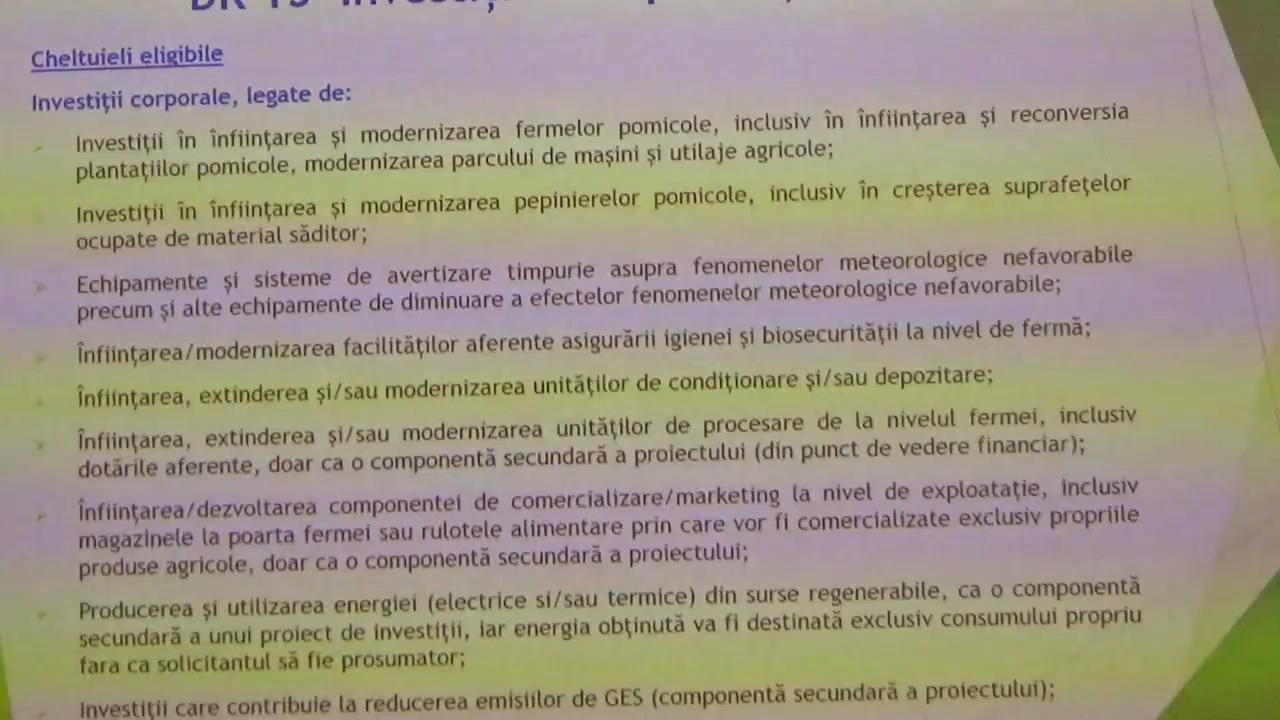 Cheltuieli eligibile
Investiții corporale, legate de:
Investiții în înființarea și modernizarea fermelor pomicole, inclusiv în înființarea și reconversia
plantațiilor pomicole, modernizarea parcului de mașini și utilaje agricole;
Investiții în înființarea și modernizarea pepinierelor pomicole, inclusiv în creșterea suprafețelor
ocupate de material săditor;
Echipamente și sisteme de avertizare timpurie asupra fenomenelor meteorologice nefavorabile
precum și alte echipamente de diminuare a efectelor fenomenelor meteorologice nefavorabile;
Înființarea/modernizarea facilităților aferente asigurării igienei și biosecurității la nivel de fermă;
Înființarea, extinderea și/sau modernizarea unităților de condiționare și/sau depozitare;
Înființarea, extinderea și/sau modernizarea unităților de procesare de la nivelul fermei, inclusiv
dotările aferente, doar ca o componentă secundară a proiectului (din punct de vedere financiar);
Înființarea/dezvoltarea componentei de comercializare/marketing la nivel de exploatație, inclusiv
magazinele la poarta fermei sau rulotele alimentare prin care vor fi comercializate exclusiv propriile
produse agricole, doar ca o componentă secundară a proiectului;
Producerea și utilizarea energiei (electrice si/sau termice) din surse regenerabile, ca o componentă
secundară a unui proiect de investiții, iar energia obținută va fi destinată exclusiv consumului propriu
fara ca solicitantul să fie prosumator;
Investiții care contribuie la reducerea emisiilor de GES (componentă secundară a proiectului);